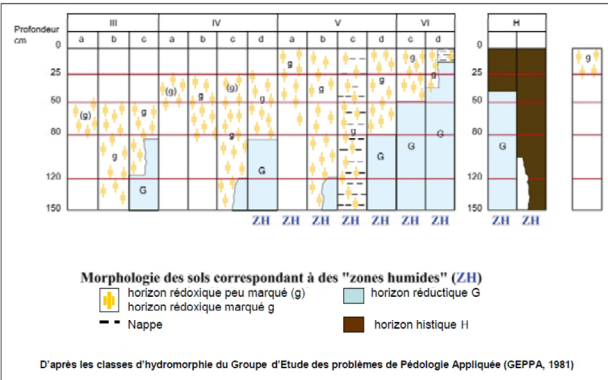 Profondeur
cm
III IV V VI H
a b c a b c d a b c d c d
0 0
25 25
50 50
80 80
120 120
150 150
(g) g g G (g) g (g) g g G g g g g G g G g G G g
ZH ZH ZH ZH ZH ZH ZH ZH ZH
Morphologie des sols correspondant à des "zones humides" (ZH)
horizon rédoxique peu marqué (g) horizon réductique G
horizon rédoxique marqué g
Nappe horizon histique H
D'après les classes d'hydromorphie du Groupe d'Etude des problèmes de Pédologie Appliquée (GEPPA, 1981)